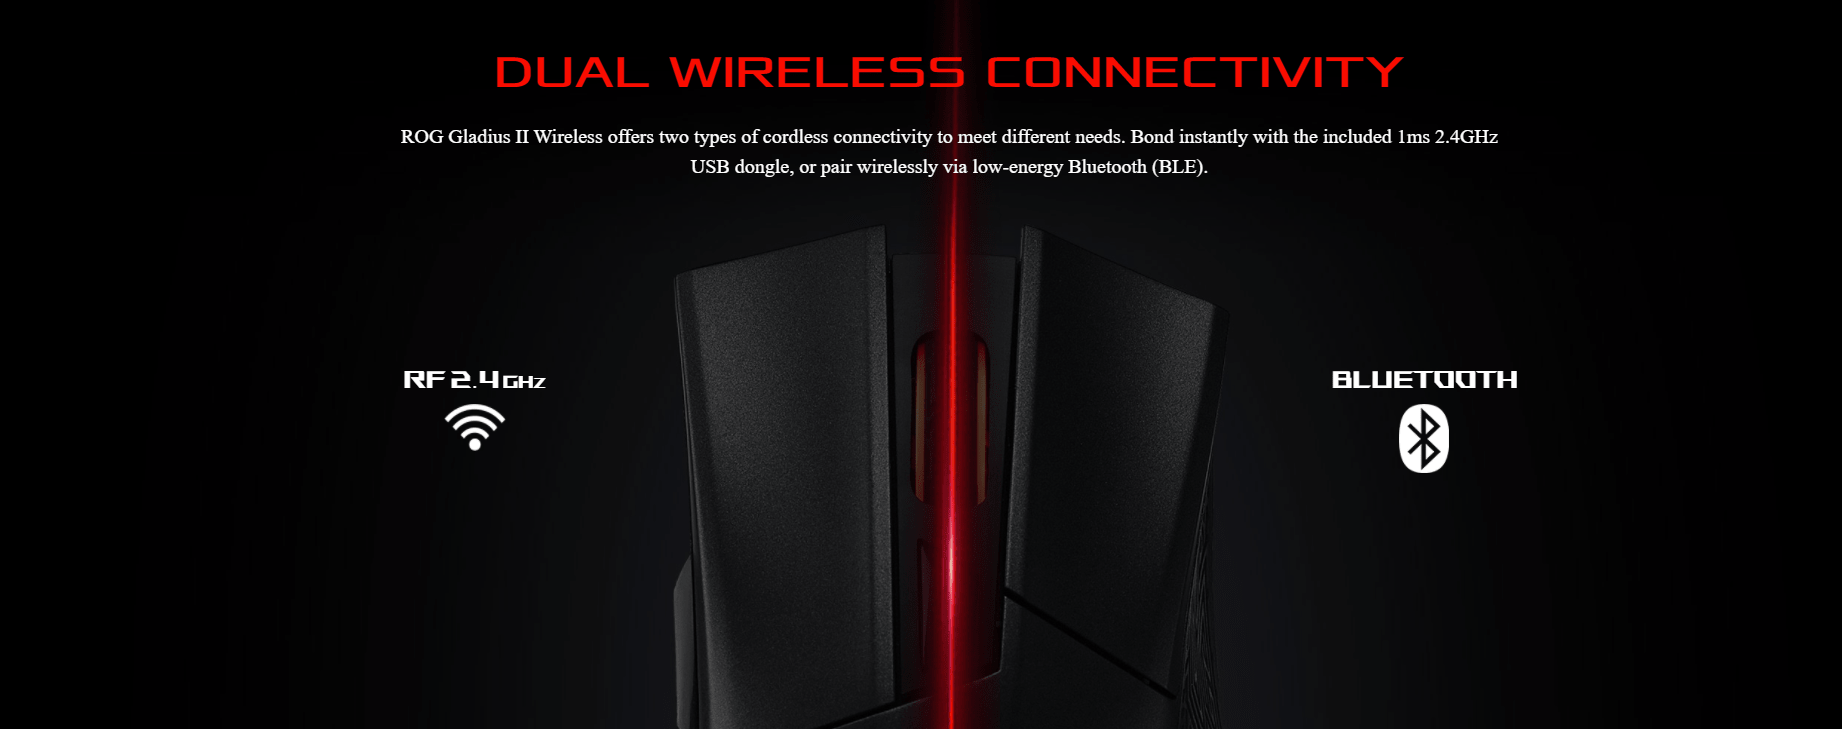 DUAL WIRELESS CONNECTIVITY
ROG Gladius II Wireless offers two types of cordless connectivity to meet different needs. Bond instantly with the included 1ms 2.4GHz
USB dongle, or pair wirelessly via low-energy Bluetooth (BLE).
RF 2.4 GHZ
BLUETOOTH